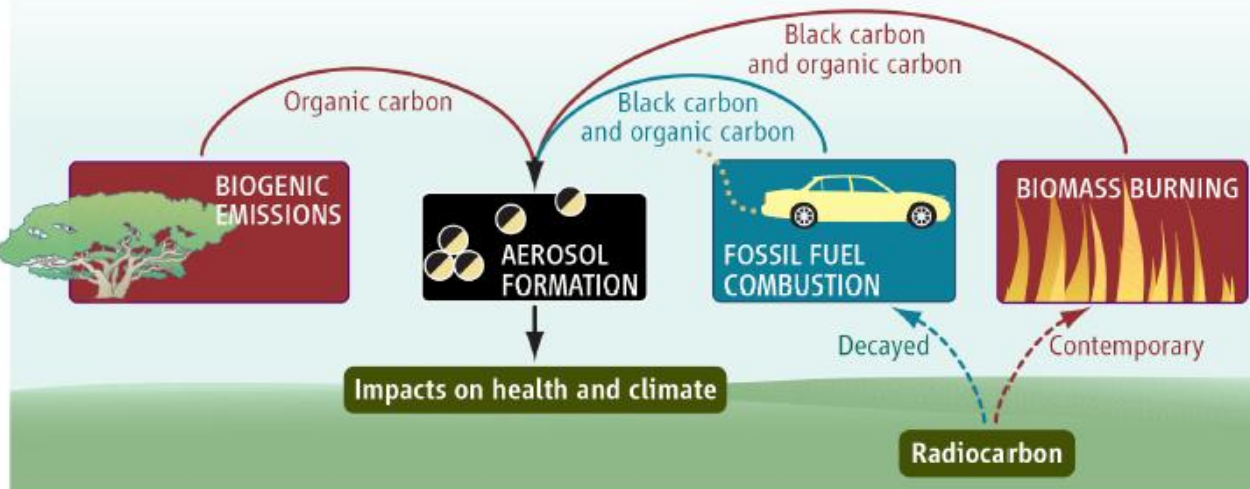 Black carbon
and organic carbon
Organic carbon
Black carbon
and organic carbon
BIOGENIC
EMISSIONS
AEROSOL
FORMATION
FOSSIL FUEL
COMBUSTION
BIOMASS BURNING
Decayed
Contemporary
Impacts on health and climate
Radiocarbon